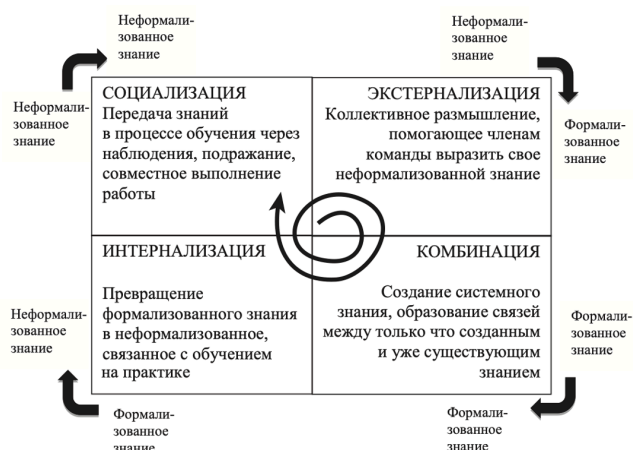 Неформали-
зованное
знание
Неформали-
зованное
знание
Неформали-
зованное
знание
Формали-
зованное
знание
СОЦИАЛИЗАЦИЯ
Передача знаний
в процессе обучения через
наблюдения, подражание,
совместное выполнение
работы
ЭКСТЕРНАЛИЗАЦИЯ
Коллективное размышление,
помогающее членам
команды выразить свое
неформализованной знание
ИНТЕРНАЛИЗАЦИЯ
Превращение
формализованного знания
в неформализованное,
связанное с обучением
на практике
КОМБИНАЦИЯ
Создание системного
знания, образование связей
между только что созданным
и уже существующим
знанием
Неформали-
зованное
знание
Формали-
зованное
знание
Формали-
зованное
знание
Формали-
зованное
знание